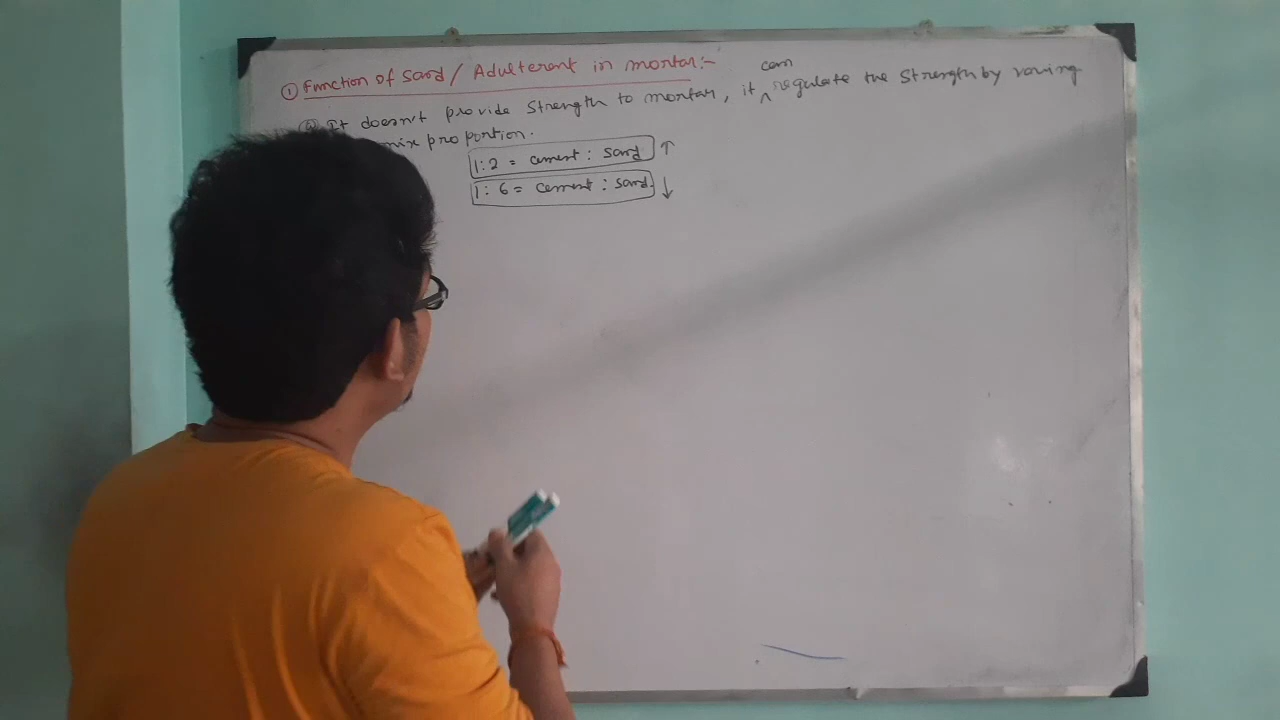 ① Function of Sand / Adulterant in mortar:-
ⓐ It doesn't provide strength to mortar, it can regulate the strength by varing
mix proportion.
1:2 = cement : sand ↑
1:6 = cement : sand. ↓